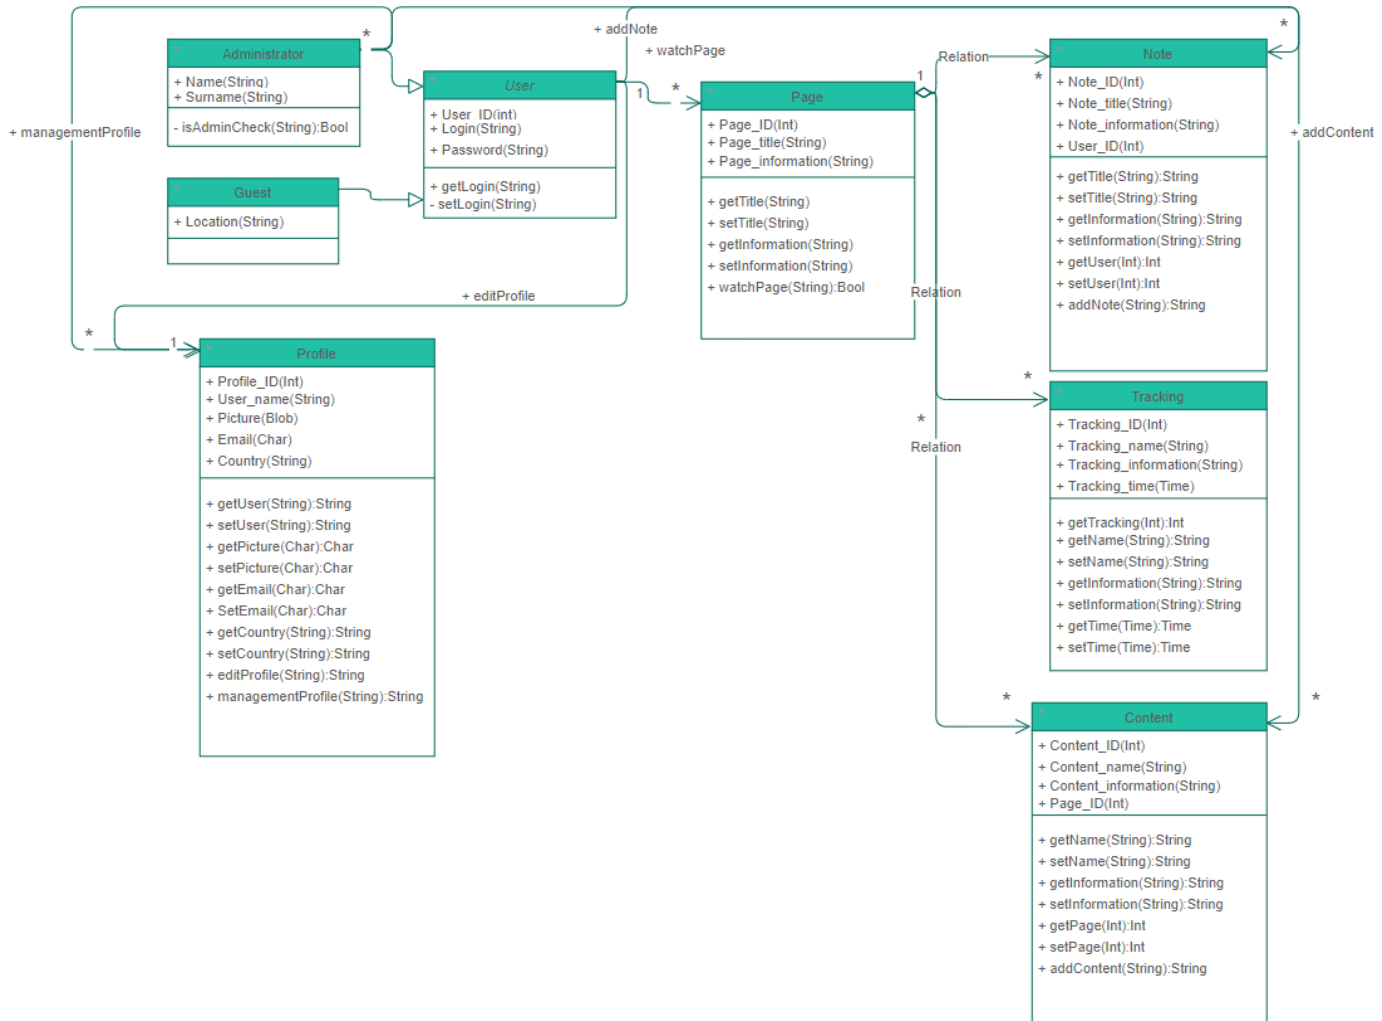 + addNote
+ watchPage
+ managementProfile
+ addContent
+ editProfile
Relation
Relation
Relation
*
*
*
*
*
*
*
*
*
1
1
1
* Administrator
+ Name(String)
+ Surname(String)
- isAdminCheck(String):Bool
* Guest
+ Location(String)
* User
+ User_ID(int)
+ Login(String)
+ Password(String)
+ getLogin(String)
- setLogin(String)
* Page
+ Page_ID(Int)
+ Page_title(String)
+ Page_information(String)
+ getTitle(String)
+ setTitle(String)
+ getInformation(String)
+ setInformation(String)
+ watchPage(String):Bool
* Profile
+ Profile_ID(Int)
+ User_name(String)
+ Picture(Blob)
+ Email(Char)
+ Country(String)
+ getUser(String):String
+ setUser(String):String
+ getPicture(Char):Char
+ setPicture(Char):Char
+ getEmail(Char):Char
+ SetEmail(Char):Char
+ getCountry(String):String
+ setCountry(String):String
+ editProfile(String):String
+ managementProfile(String):String
* Note
+ Note_ID(Int)
+ Note_title(String)
+ Note_information(String)
+ User_ID(Int)
+ getTitle(String):String
+ setTitle(String):String
+ getInformation(String):String
+ setInformation(String):String
+ getUser(Int):Int
+ setUser(Int):Int
+ addNote(String):String
* Tracking
+ Tracking_ID(Int)
+ Tracking_name(String)
+ Tracking_information(String)
+ Tracking_time(Time)
+ getTracking(Int):Int
+ getName(String):String
+ setName(String):String
+ getInformation(String):String
+ setInformation(String):String
+ getTime(Time):Time
+ setTime(Time):Time
* Content
+ Content_ID(Int)
+ Content_name(String)
+ Content_information(String)
+ Page_ID(Int)
+ getName(String):String
+ setName(String):String
+ getInformation(String):String
+ setInformation(String):String
+ getPage(Int):Int
+ setPage(Int):Int
+ addContent(String):String